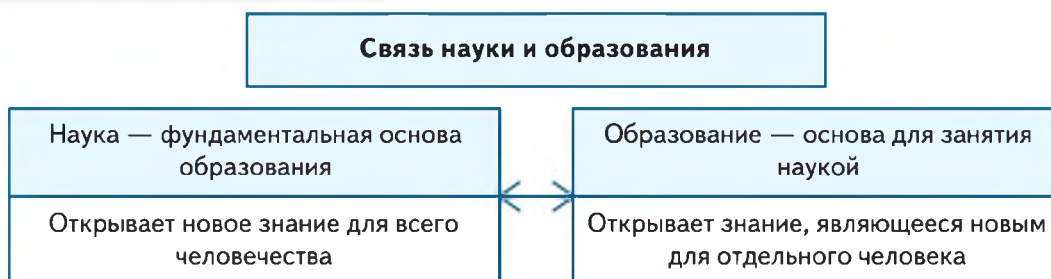 Связь науки и образования
Наука — фундаментальная основа
образования
Открывает новое знание для всего
человечества
Образование — основа для занятия
наукой
Открывает знание, являющееся новым
для отдельного человека